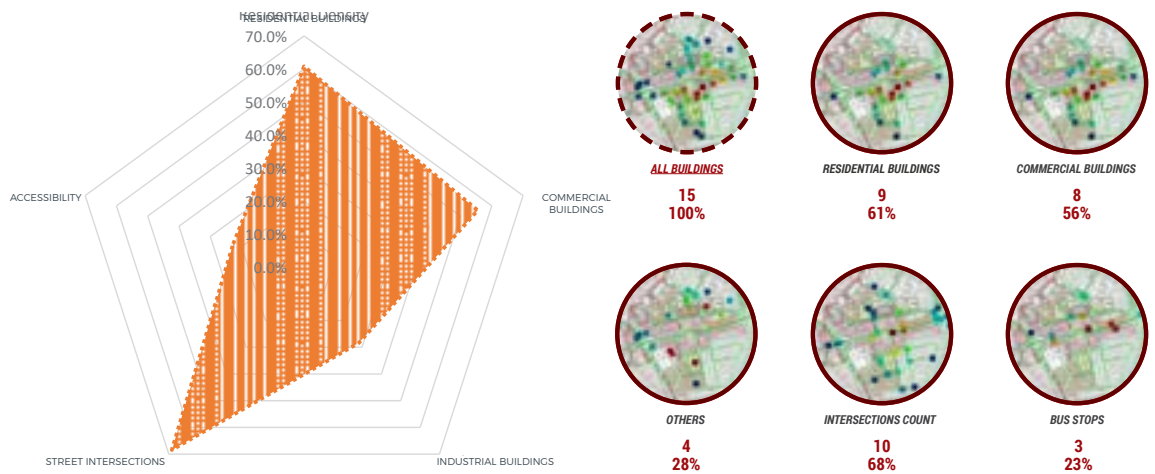 Residential Density
RESIDENTIAL BUILDINGS
70.0%
60.0%
50.0%
40.0%
30.0%
20.0%
10.0%
0.0%
ACCESSIBILITY
COMMERCIAL
BUILDINGS
STREET INTERSECTIONS
INDUSTRIAL BUILDINGS
ALL BUILDINGS
15
100%
RESIDENTIAL BUILDINGS
9
61%
COMMERCIAL BUILDINGS
8
56%
OTHERS
4
28%
INTERSECTIONS COUNT
10
68%
BUS STOPS
3
23%